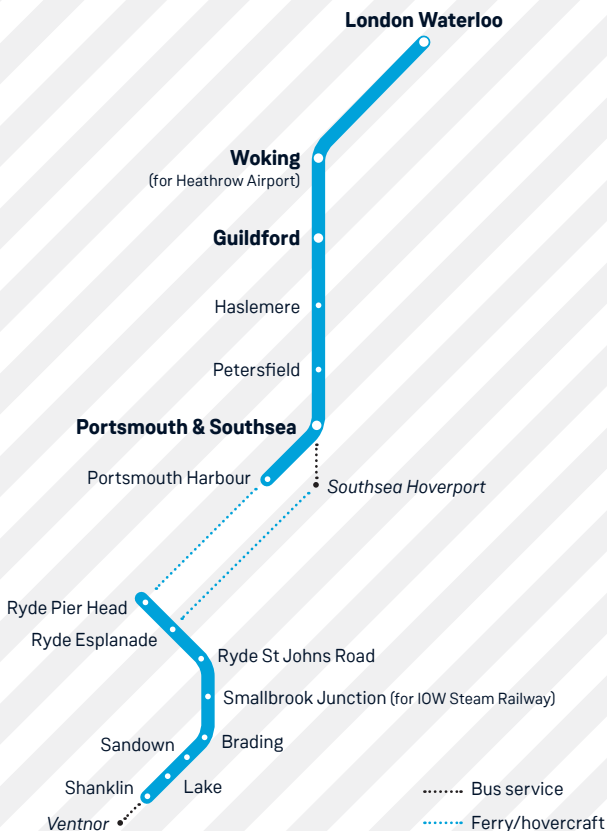 London Waterloo
Woking
(for Heathrow Airport)
Guildford
Haslemere
Petersfield
Portsmouth & Southsea
Portsmouth Harbour
Southsea Hoverport
Ryde Pier Head
Ryde Esplanade
Ryde St Johns Road
Smallbrook Junction (for IOW Steam Railway)
Brading
Sandown
Lake
Shanklin
Ventnor
Bus service
Ferry/hovercraft